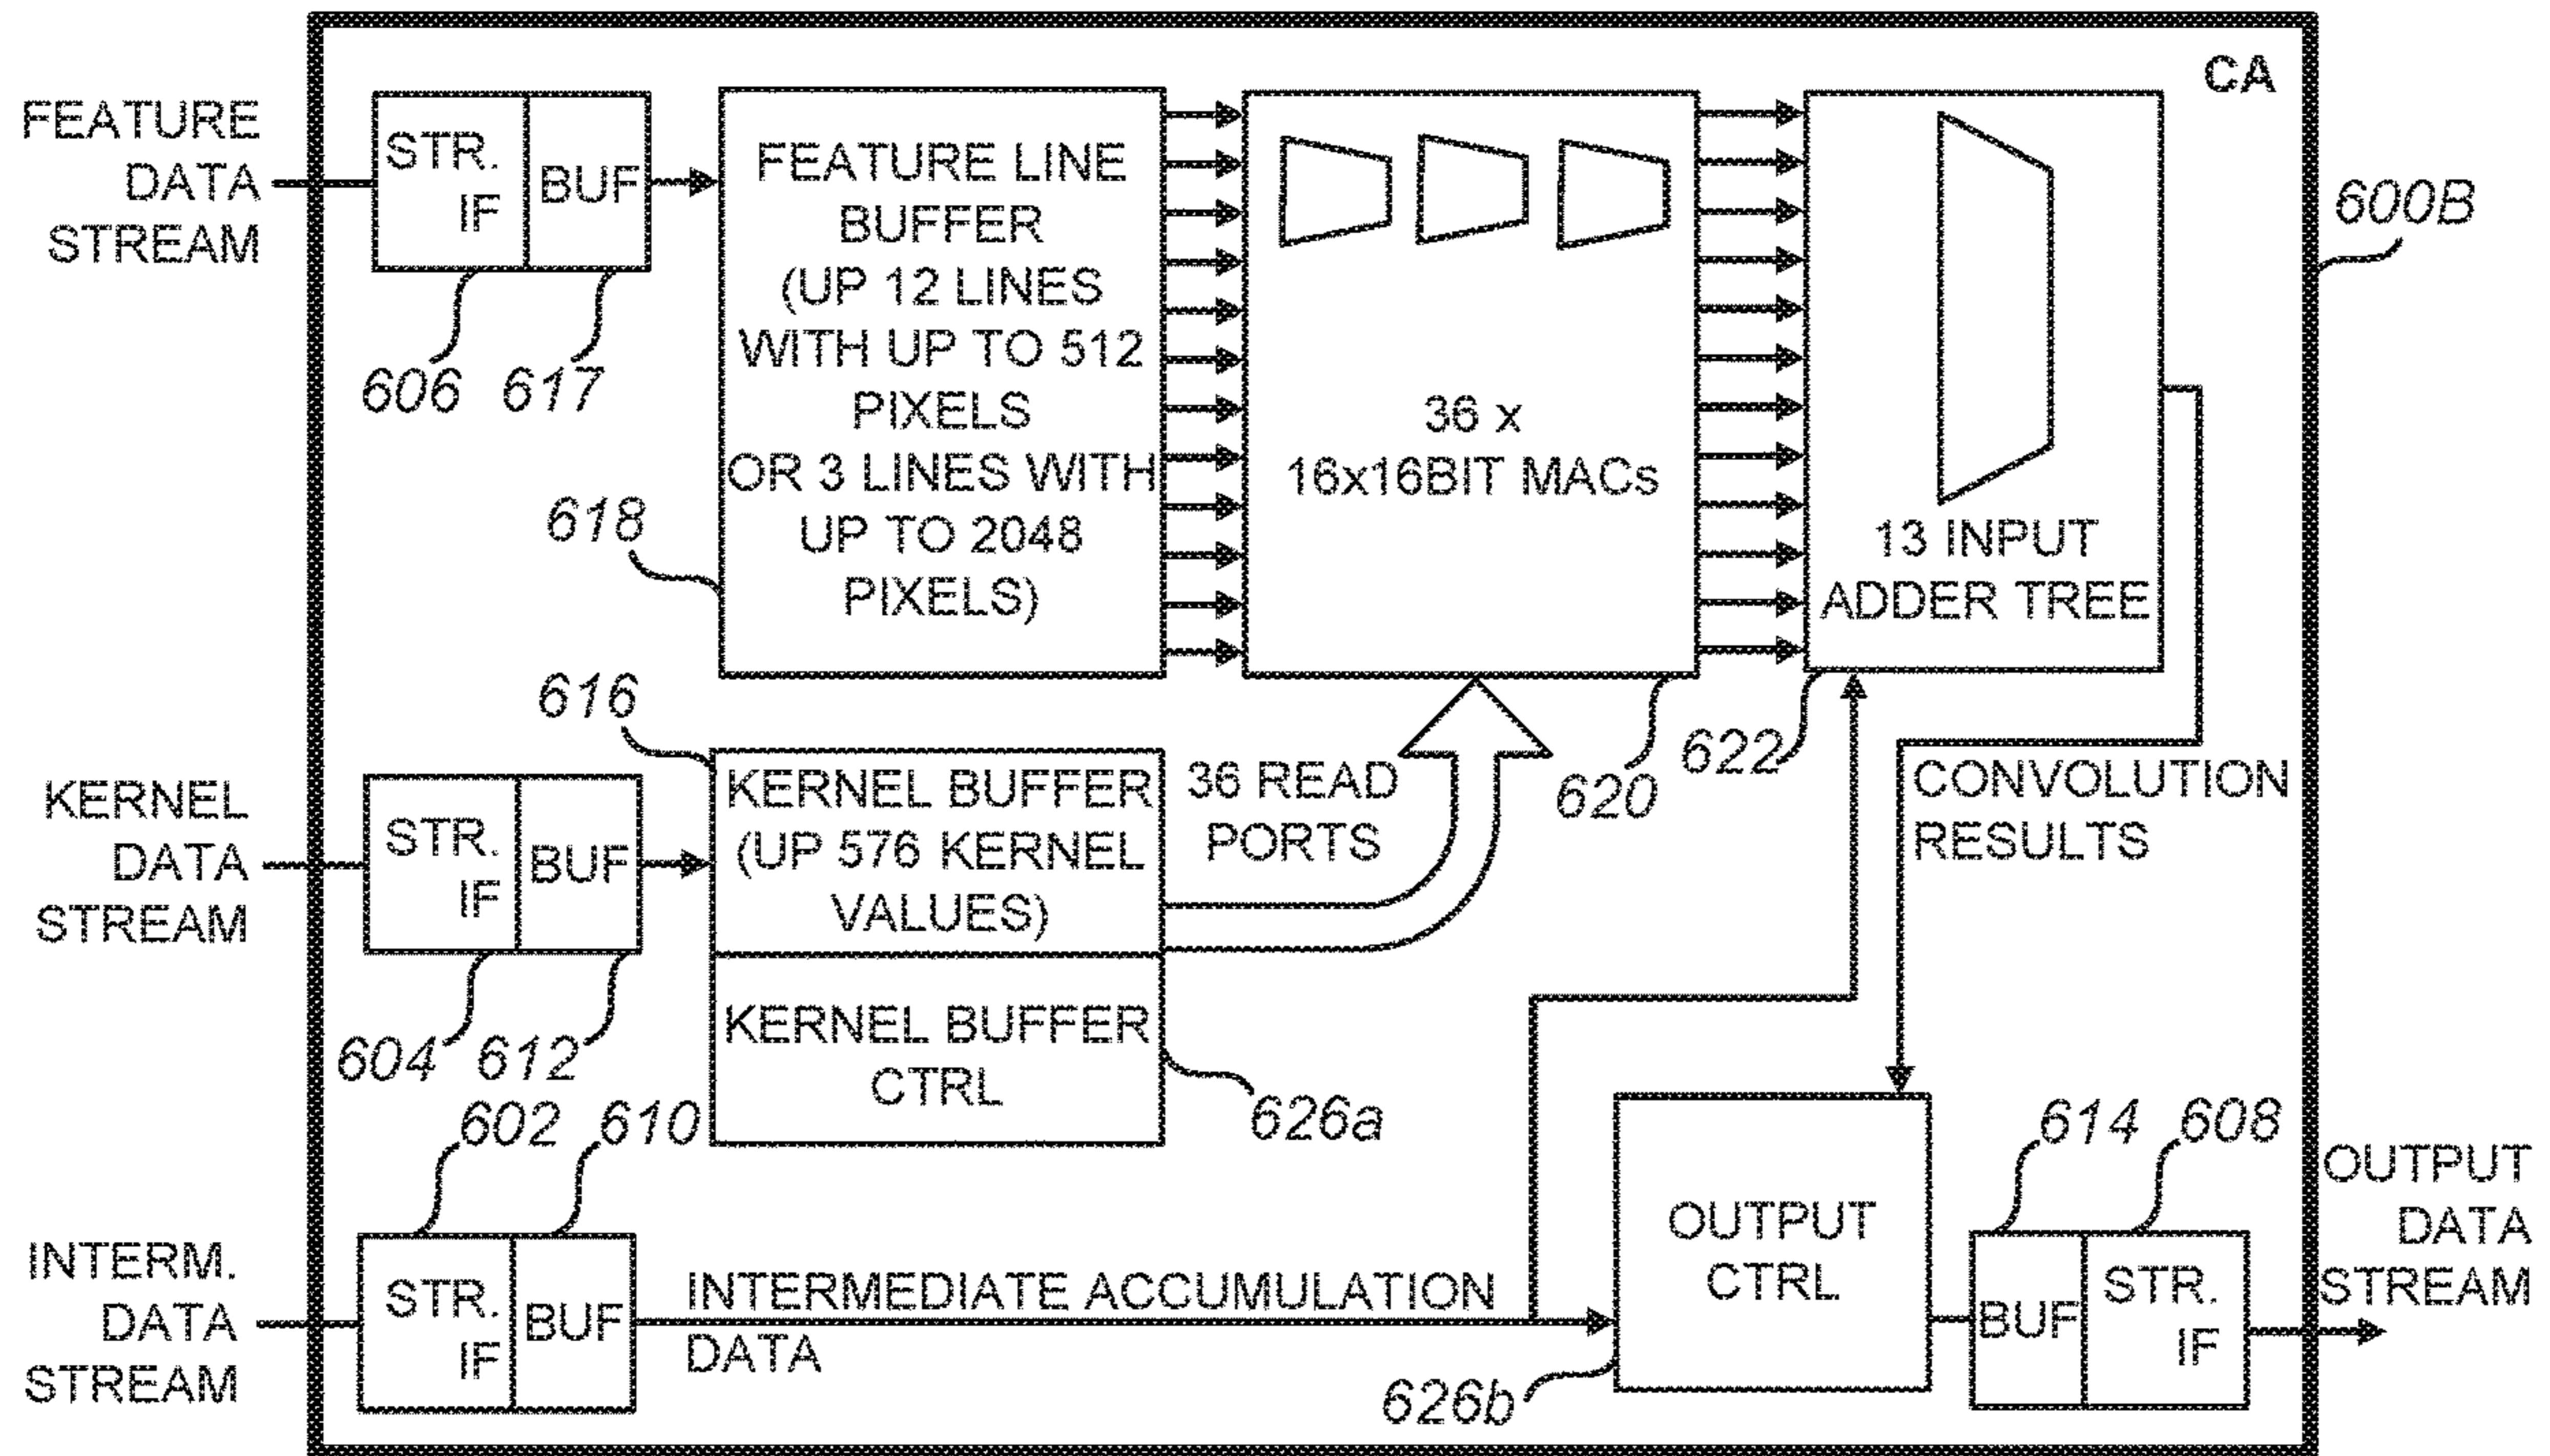 CA
FEATURE
DATA
STREAM
STR.
IF
BUF
606
617
FEATURE LINE
BUFFER
(UP 12 LINES
WITH UP TO 512
PIXELS
OR 3 LINES WITH
UP TO 2048
PIXELS)
618
36 x
16x16BIT MACs
620
13 INPUT
ADDER TREE
622
600B
KERNEL
DATA
STREAM
STR.
IF
BUF
604
612
616
KERNEL BUFFER
(UP 576 KERNEL
VALUES)
KERNEL BUFFER
CTRL
626a
36 READ
PORTS
CONVOLUTION
RESULTS
INTERM.
DATA
STREAM
602
610
STR.
IF
BUF
INTERMEDIATE ACCUMULATION
DATA
OUTPUT
CTRL
626b
614
608
BUF
STR.
IF
OUTPUT
DATA
STREAM